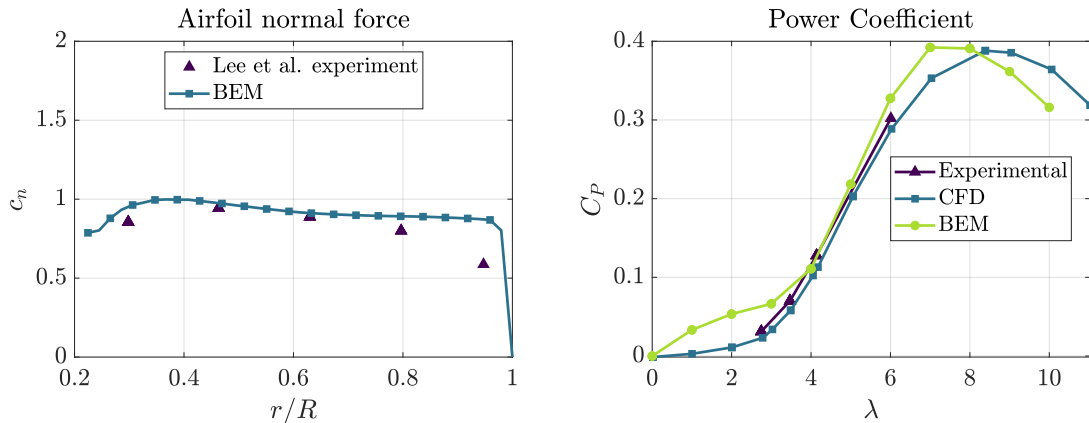 Airfoil normal force
2
1.5
1
0.5
0
0.2
0.4
0.6
0.8
1
c_n
r/R
Lee et al. experiment
BEM
Power Coefficient
0.4
0.3
0.2
0.1
0
0
2
4
6
8
10
C_P
λ
Experimental
CFD
BEM